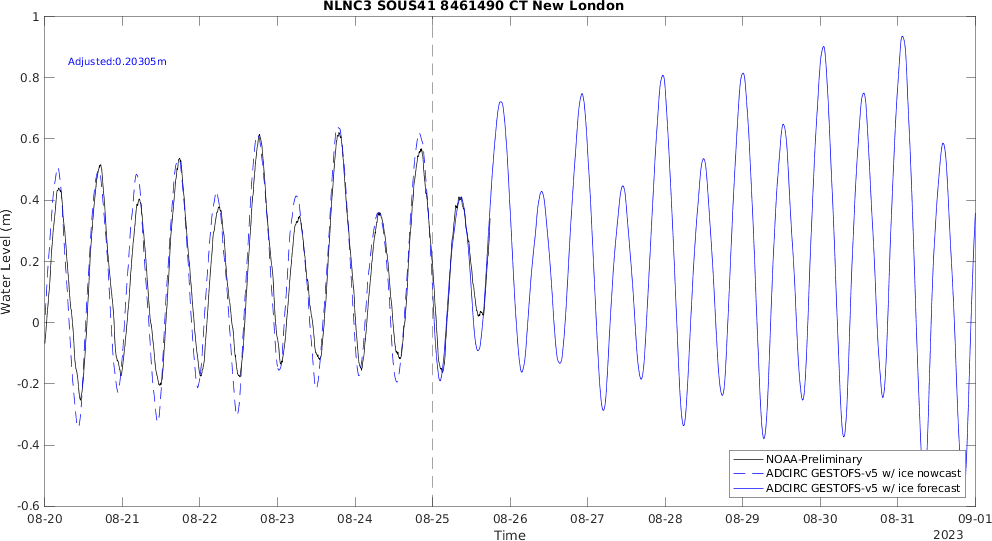 NLNC3 SOUS41 8461490 CT New London
Adjusted:0.20305m
Water Level (m)
1
0.8
0.6
0.4
0.2
0
-0.2
-0.4
-0.6
NOAA-Preliminary
ADCIRC GESTOFS-v5 w/ ice nowcast
ADCIRC GESTOFS-v5 w/ ice forecast
08-20 08-21 08-22 08-23 08-24 08-25 08-26 08-27 08-28 08-29 08-30 08-31 09-01
Time
2023